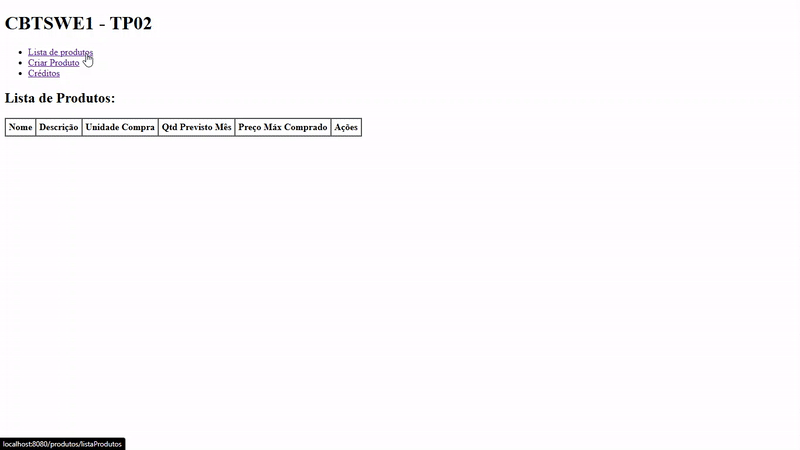 CBTSWE1 - TP02
Lista de produtos
Criar Produto
Créditos
Lista de Produtos:
Nome Descrição Unidade Compra Qtd Previsto Mês Preço Máx Comprado Ações
localhost:8080/produtos/listaProdutos